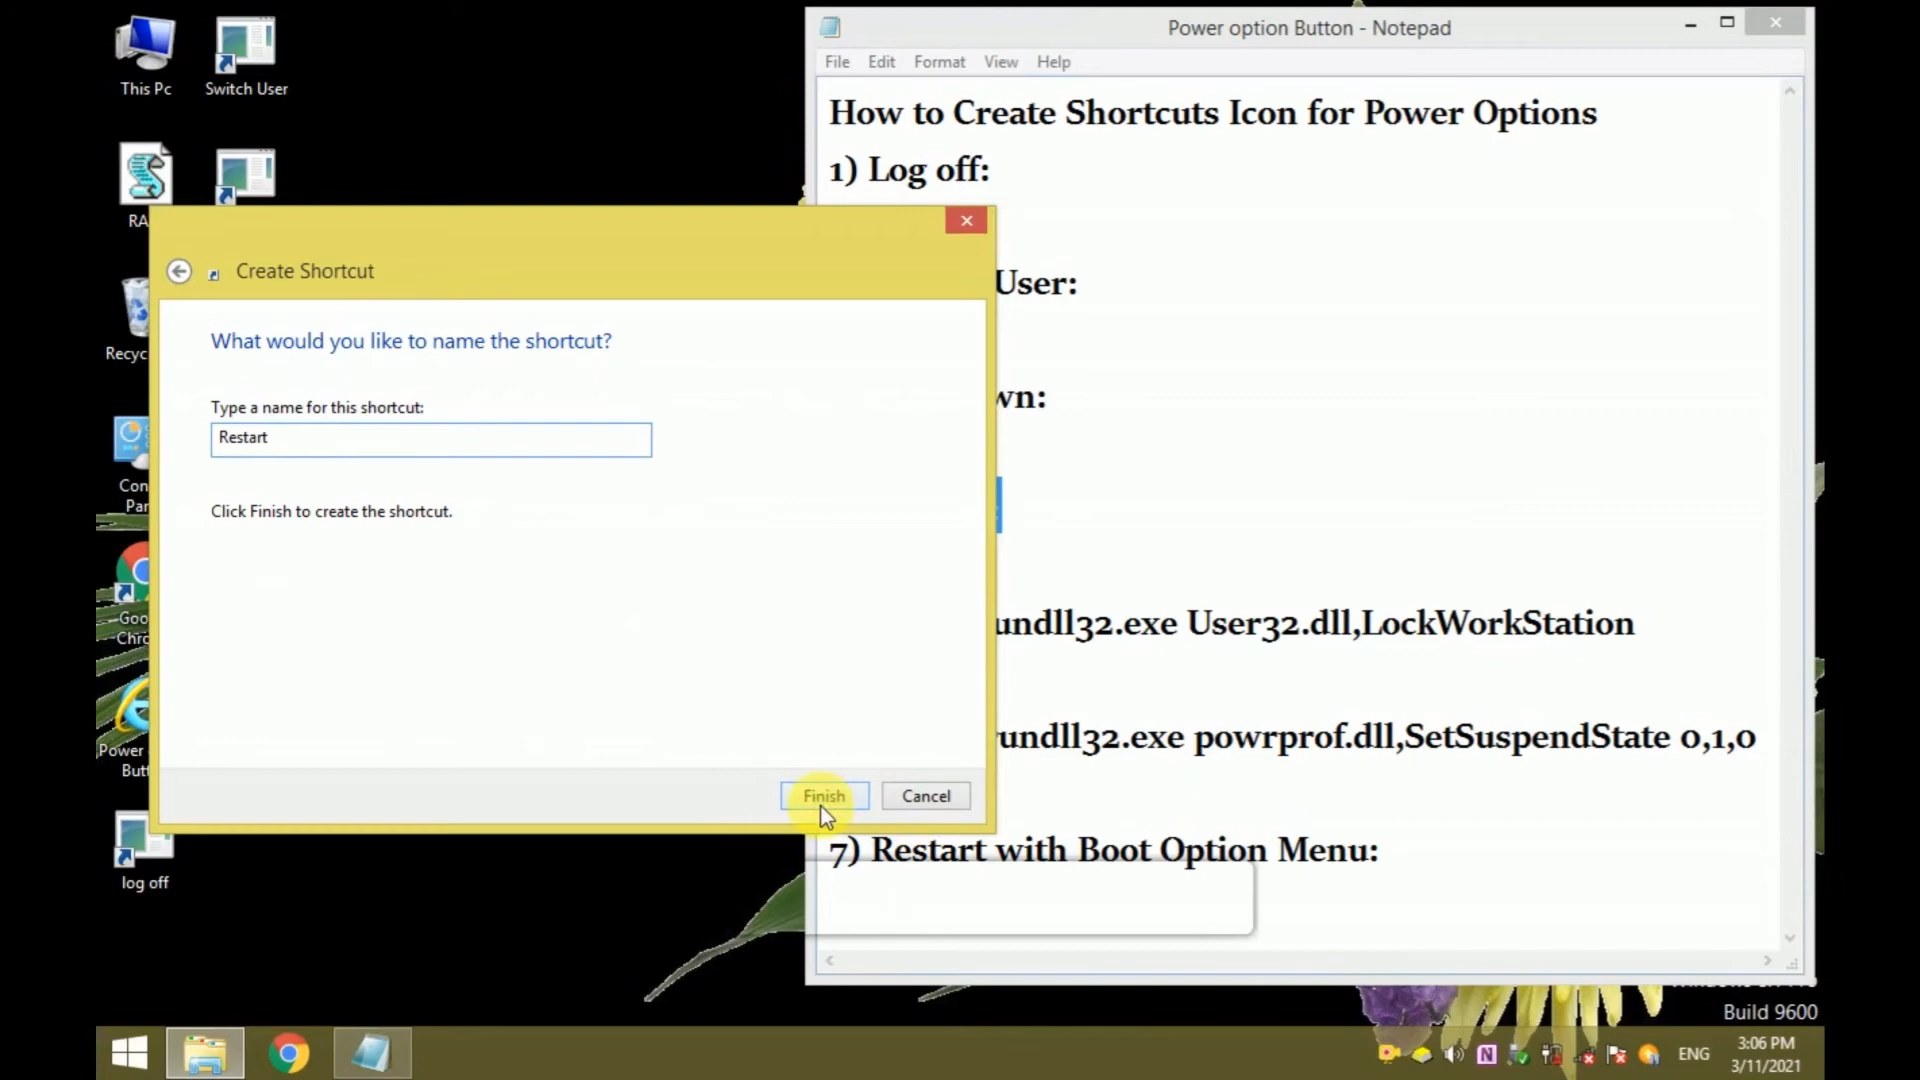 This Pc
Switch User
RA
Recyc
Con
Pan
Goo
Chro
Power
Butt
log off
Create Shortcut
What would you like to name the shortcut?
Type a name for this shortcut:
Restart
Click Finish to create the shortcut.
Finish
Cancel
Power option Button - Notepad
File Edit Format View Help
How to Create Shortcuts Icon for Power Options
1) Log off:
User:
wn:
undll32.exe User32.dll,LockWorkStation
rundll32.exe powrprof.dll,SetSuspendState 0,1,0
7) Restart with Boot Option Menu:
Build 9600
ENG
3:06 PM
3/11/2021